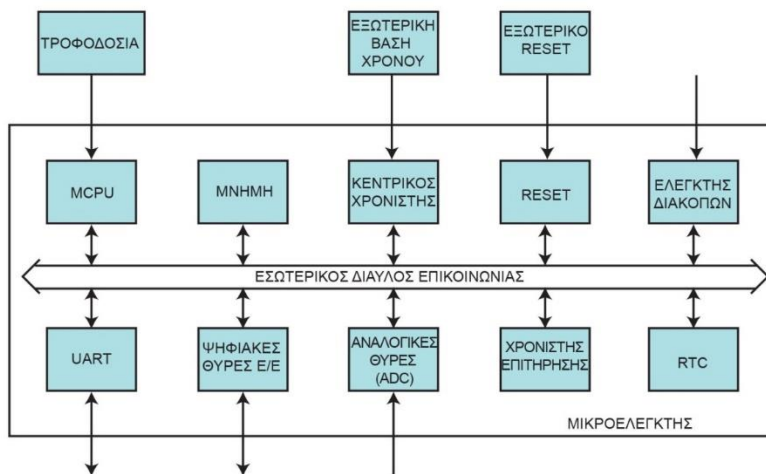 ΤΡΟΦΟΔΟΣΙΑ
ΕΞΩΤΕΡΙΚΗ
ΒΑΣΗ
ΧΡΟΝΟΥ
ΕΞΩΤΕΡΙΚΟ
RESET
MCPU
ΜΝΗΜΗ
ΚΕΝΤΡΙΚΟΣ
ΧΡΟΝΙΣΤΗΣ
RESET
ΕΛΕΓΚΤΗΣ
ΔΙΑΚΟΠΩΝ
ΕΣΩΤΕΡΙΚΟΣ ΔΙΑΥΛΟΣ ΕΠΙΚΟΙΝΩΝΙΑΣ
UART
ΨΗΦΙΑΚΕΣ
ΘΥΡΕΣ Ε/Ε
ΑΝΑΛΟΓΙΚΕΣ
ΘΥΡΕΣ
(ADC)
ΧΡΟΝΙΣΤΗΣ
ΕΠΙΤΗΡΗΣΗΣ
RTC
ΜΙΚΡΟΕΛΕΓΚΤΗΣ